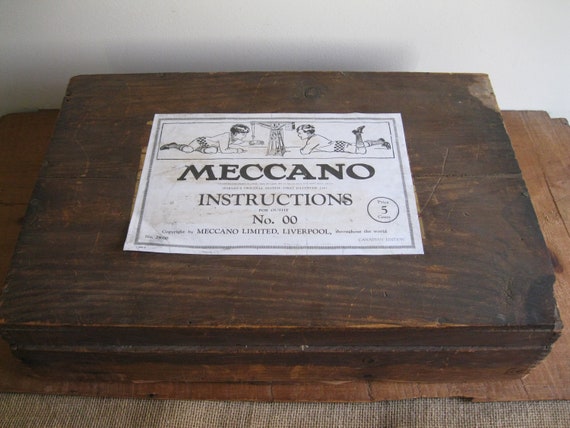 MECCANO
INSTRUCTIONS
FOR OUTFIT
No. 00
Price
5
Cents
Copyright by MECCANO LIMITED, LIVERPOOL, throughout the world
CANADIAN EDITION